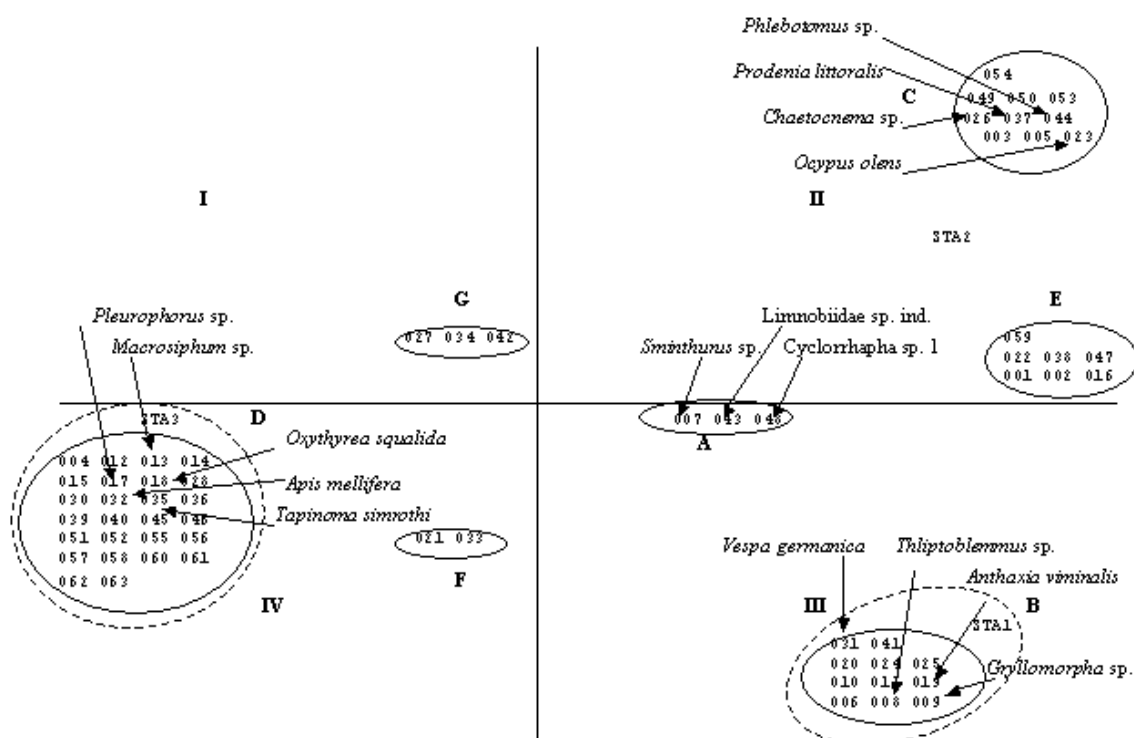 Phlebotomus sp.
054
Prodenia littoralis
C
049 050 053
Chaetocnema sp.
026 037 044
003 005 023
Ocypus olens
I
II
STA2
G
E
Pleurophorus sp.
Limnobiidae sp. ind.
027 034 042
059
Macrosiphum sp.
Sminthurus sp.
Cyclorrhapha sp. 1
022 038 047
001 002 016
STA3
D
007 043 048
A
Oxythyrea squalida
004 012 013 014
015 017 018 028
Apis mellifera
030 032 035 036
Tapinoma simrothi
039 040 045 046
051 052 055 056
021 033
Vespa germanica
Thliptoblemmus sp.
057 058 060 061
F
Anthaxia viminalis
062 063
IV
III
B
STA1
031 041
020 024 025
Gryllomorpha sp.
010 019
006 008 009